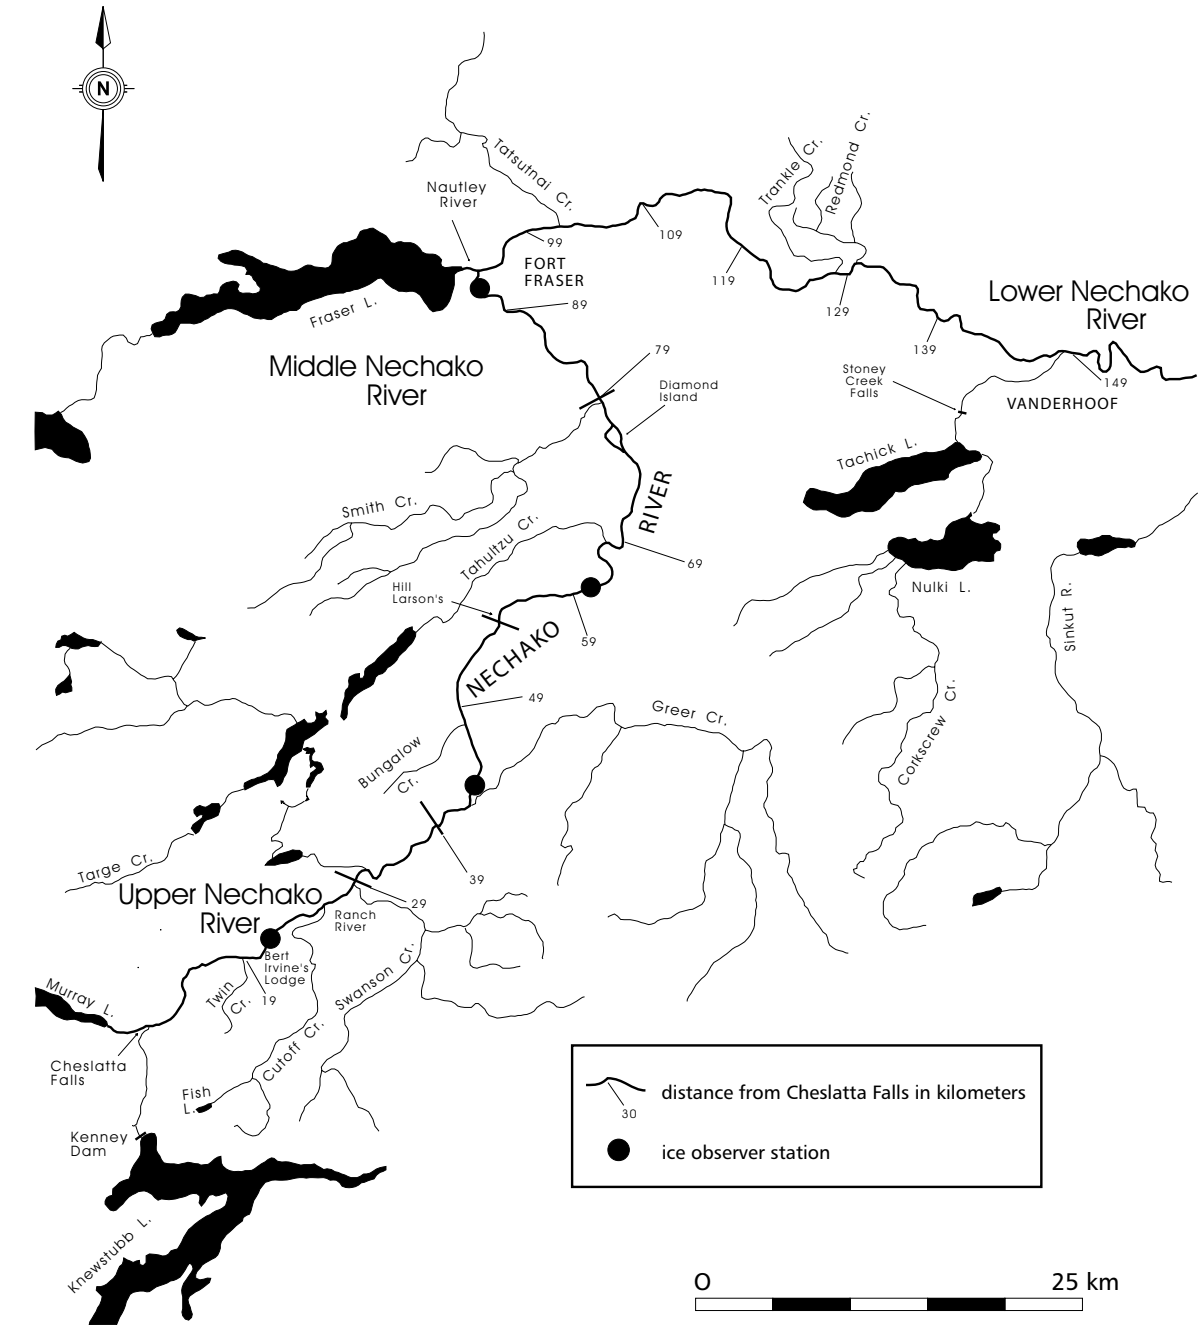 N
Tatsutnai Cr.
Trankle Cr.
Redmond Cr.
Nautley
River
109
99
FORT
FRASER
119
129
Lower Nechako
River
89
Fraser L.
139
79
Middle Nechako
River
Stoney
Creek
Falls
Diamond
Island
149
VANDERHOOF
Tachick L.
RIVER
Smith Cr.
Tahultzu Cr.
69
Hill
Larson's
Nulki L.
Sinkut R.
59
NECHAKO
49
Greer Cr.
Corkscrew Cr.
Bungalow
Cr.
Targe Cr.
39
Upper Nechako
River
29
Ranch
River
Bert
Irvine's
Lodge
Swanson Cr.
Twin
Cr.
19
Murray L.
Cutoff Cr.
Cheslatta
Falls
Fish
L.
Kenney
Dam
Knewstubb L.
distance from Cheslatta Falls in kilometers
30
ice observer station
O
25 km